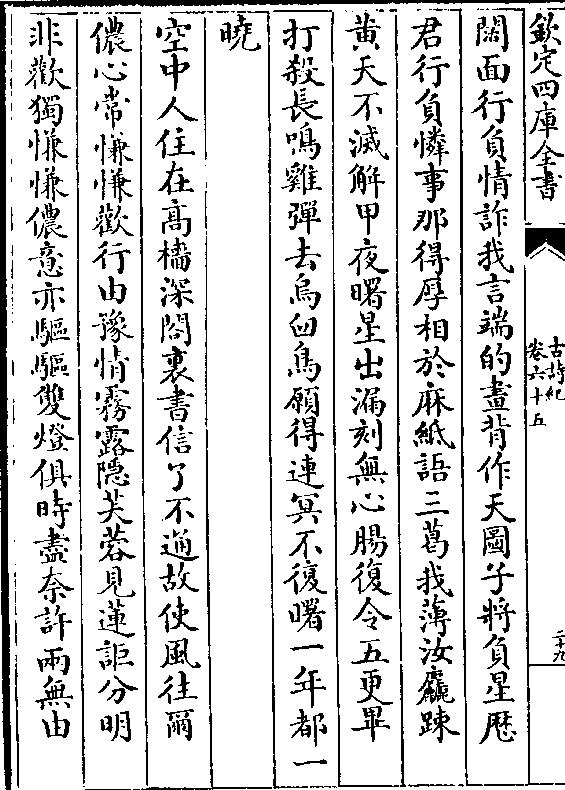 欽定四庫全書
古詩紀
卷六十五
二十九
闊面行負情詐我言端的畫背作天圖子將負星歴
君行負憐事那得厚相於麻紙語三葛我薄汝麤踈
黄天不滅解甲夜曙星出漏刻無心腸復令五更畢
打殺長鳴雞彈去烏臼鳥願得連冥不復曙一年都一
曉
空中人住在高檣深閤裏書信了不通故使風往爾
儂心常慊慊歡行由豫情霧露隠芙蓉見蓮詎分明
非歡獨慊慊儂意亦驅驅雙燈俱時盡奈許兩無由